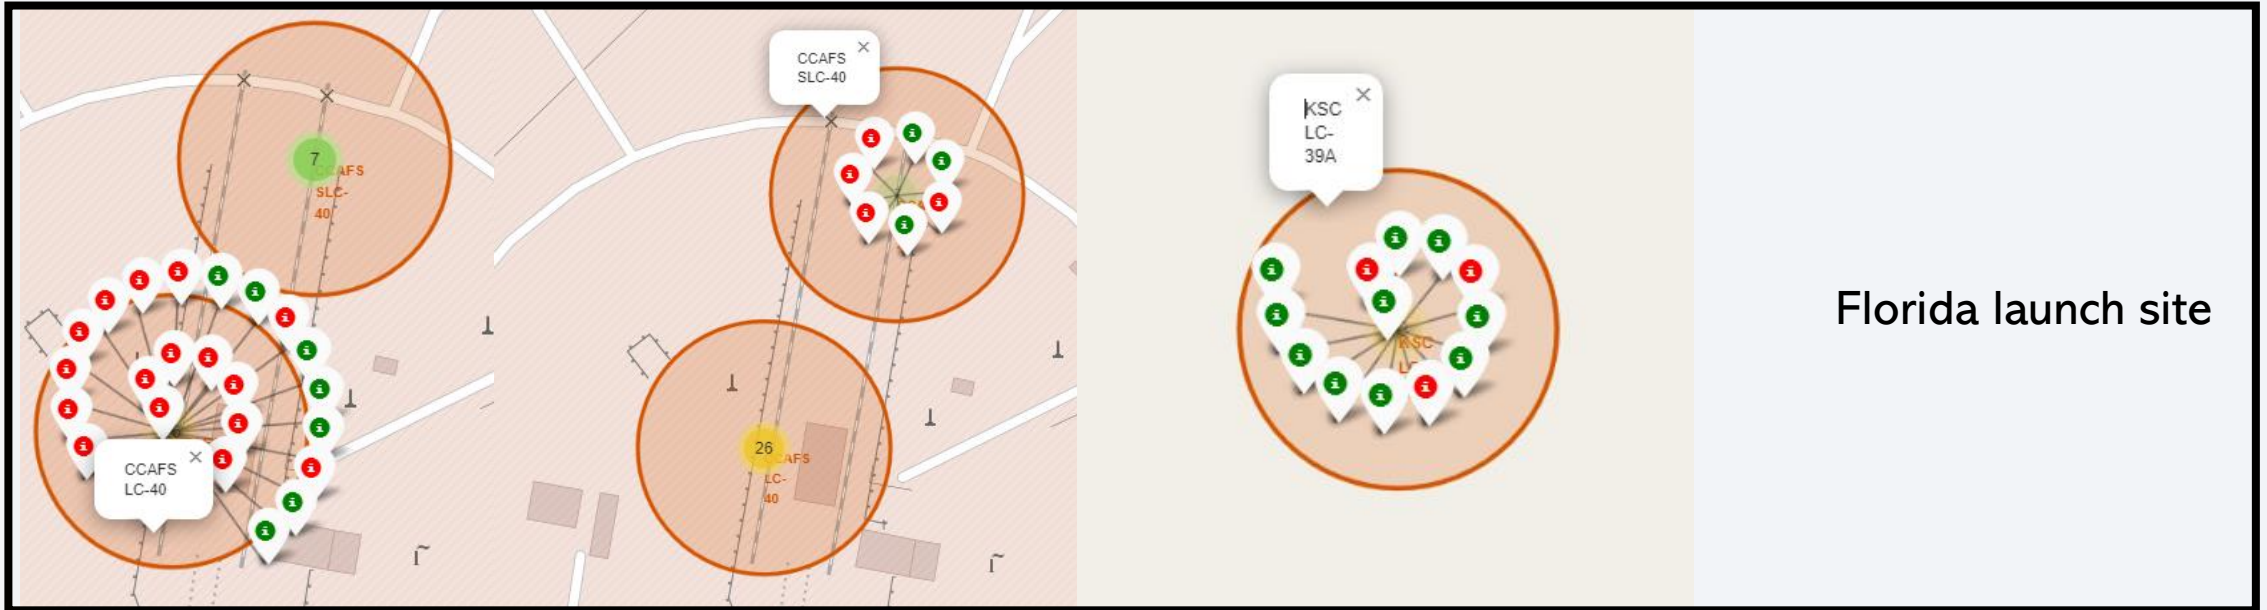 7
CCAFS
SLC-
40
CCAFS
LC-40
CCAFS
SLC-40
26
CCAFS
LC-
40
KSC
LC-
39A
KSC
Florida launch site